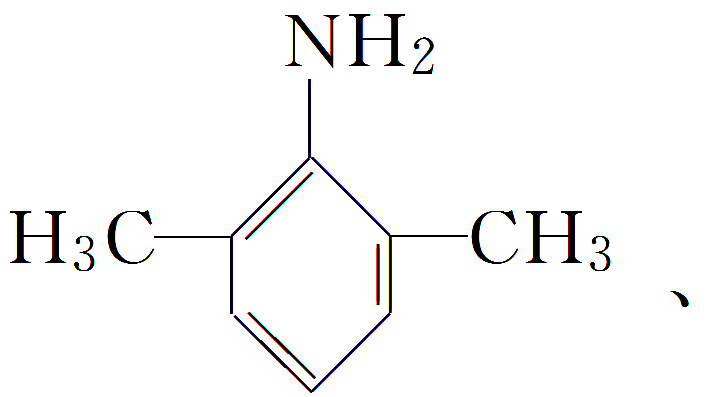 NH₂
H₃C
CH₃ 、